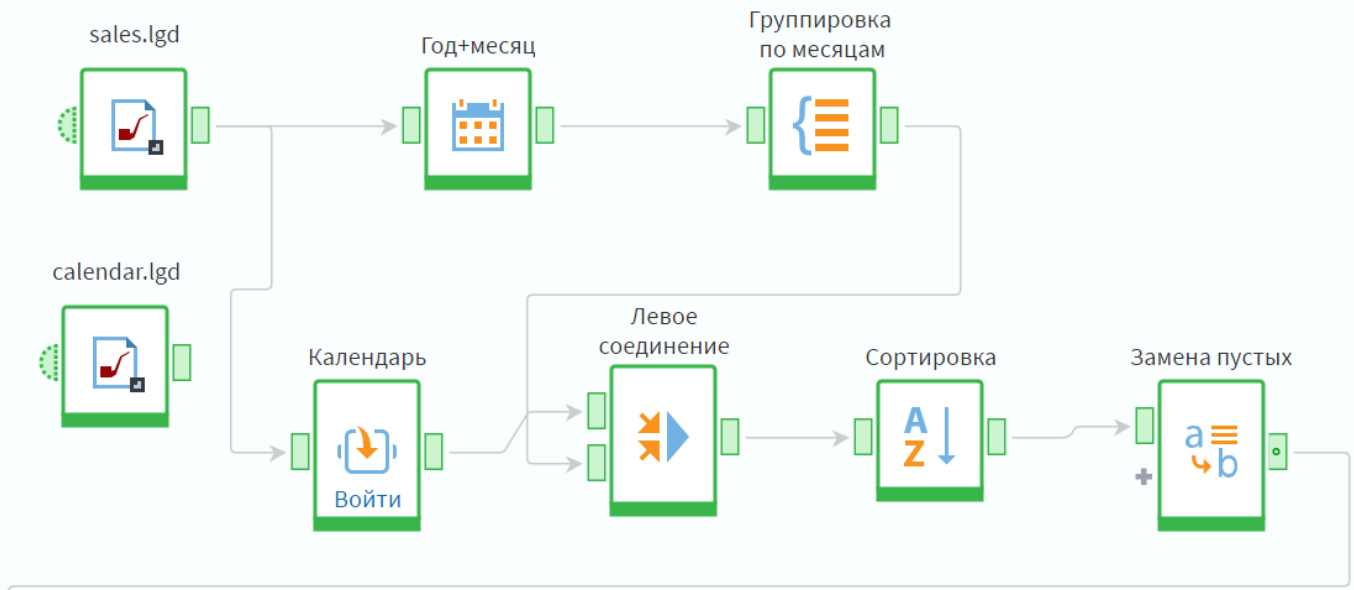 sales.lgd
Год+месяц
Группировка
по месяцам
calendar.lgd
Календарь
Войти
Левое
соединение
Сортировка
A
Z
Замена пустых
a
b